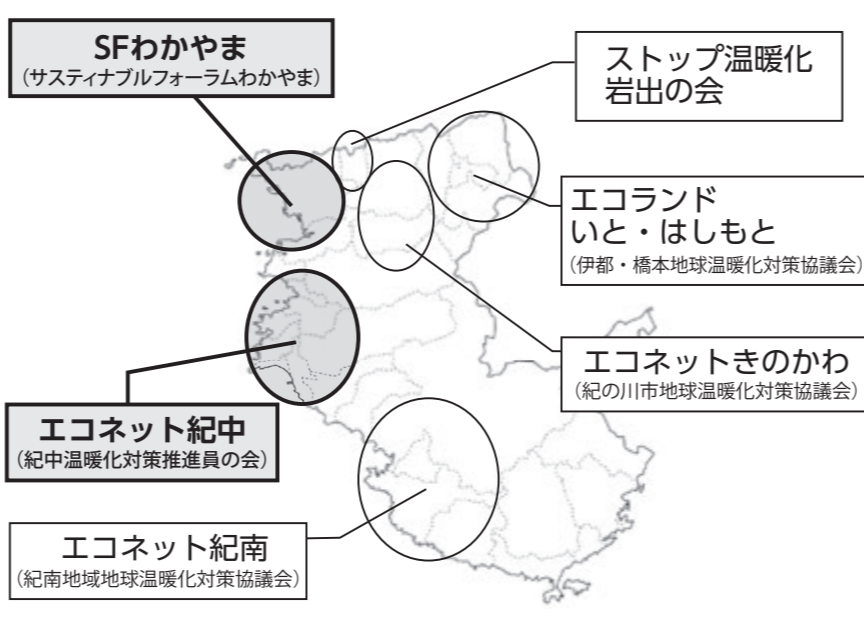 SFわかやま
（サスティナブルフォーラムわかやま）
ストップ温暖化
岩出の会
エコランド
いと・はしもと
（伊都・橋本地球温暖化対策協議会）
エコネットきのかわ
（紀の川市地球温暖化対策協議会）
エコネット紀中
（紀中温暖化対策推進員の会）
エコネット紀南
（紀南地域地球温暖化対策協議会）